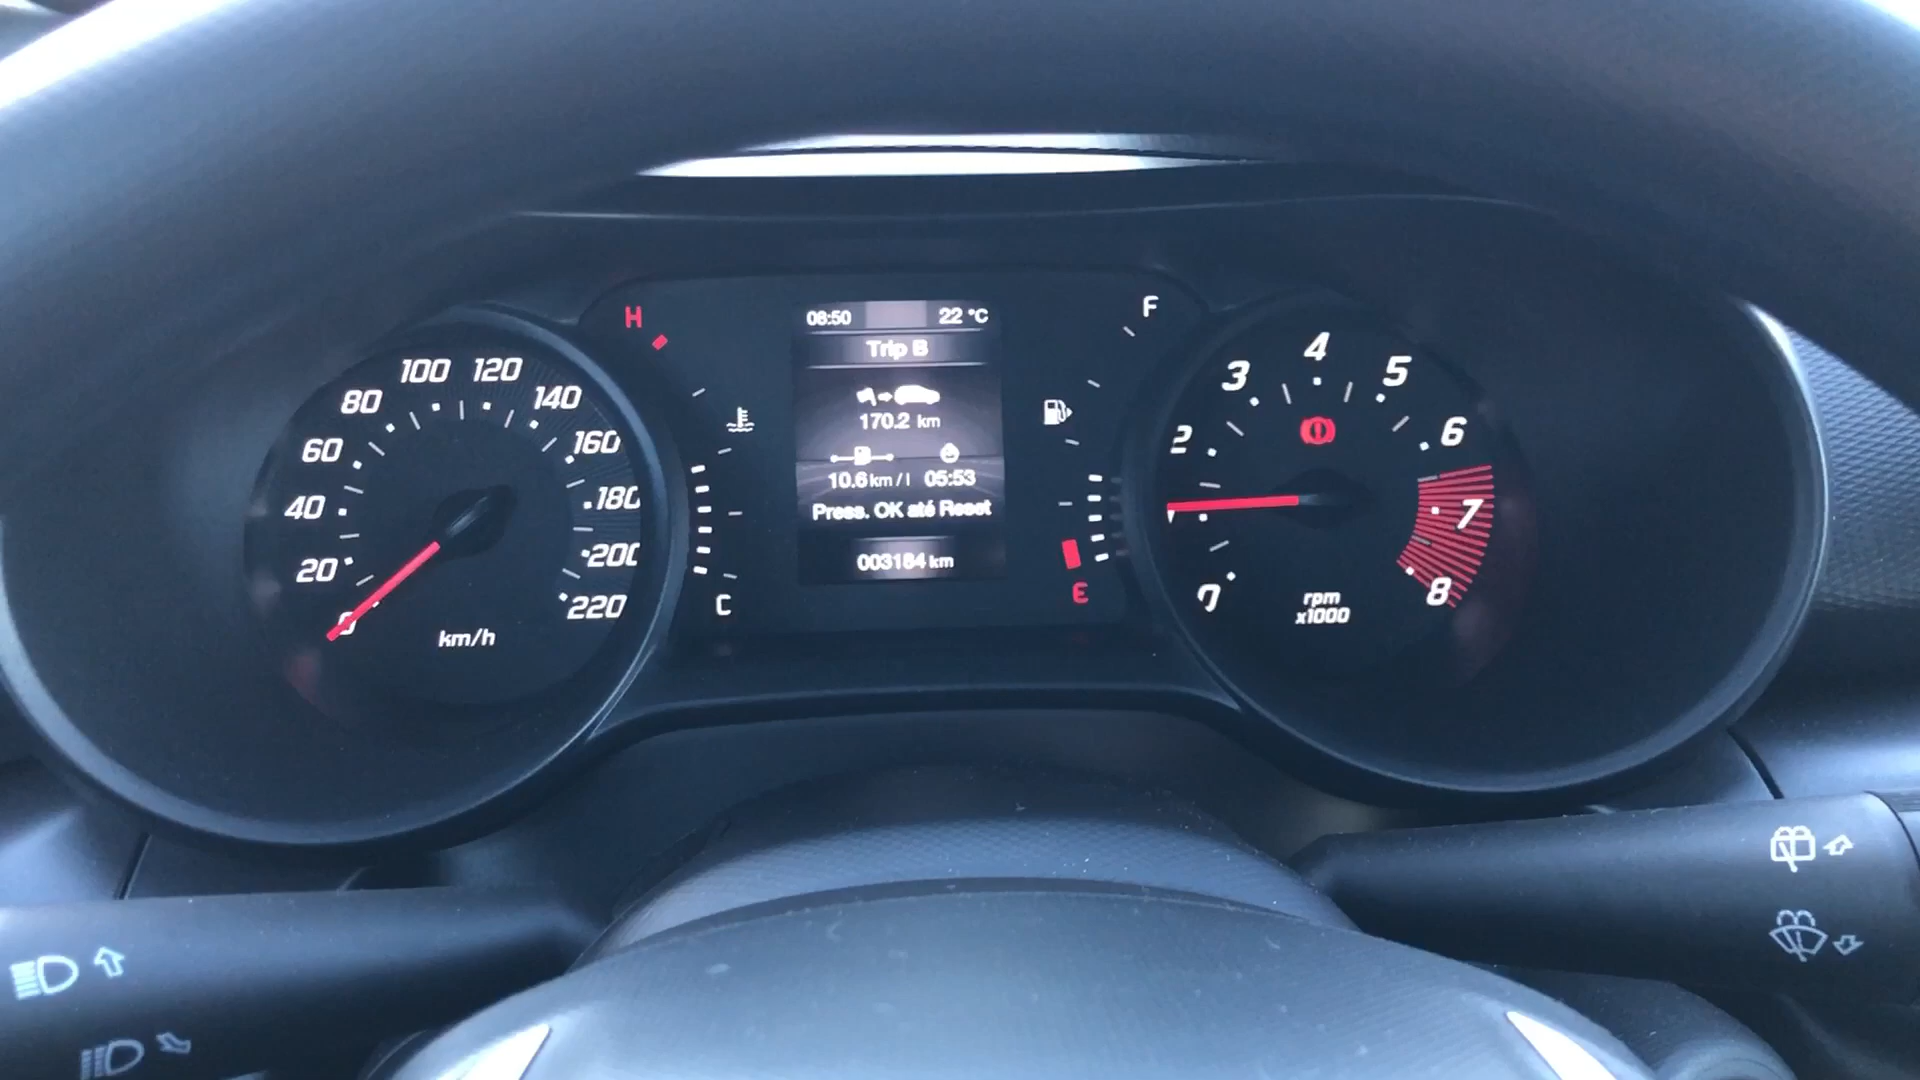 0
20
40
60
80
100
120
140
160
180
200
220
km/h
H
C
08:50 22 °C
Trip B
170.2 km
10.6 km/l 05:53
Press. OK até Reset
003184 km
F
E
0
2
3
4
5
6
7
8
rpm
x1000